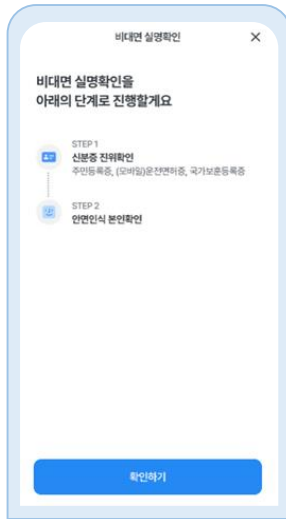 비대면 실명확인
비대면 실명확인을
아래의 단계로 진행할게요
STEP 1
신분증 진위확인
주민등록증, (모바일)운전면허증, 국가보훈등록증
STEP 2
안면인식 본인확인
확인하기